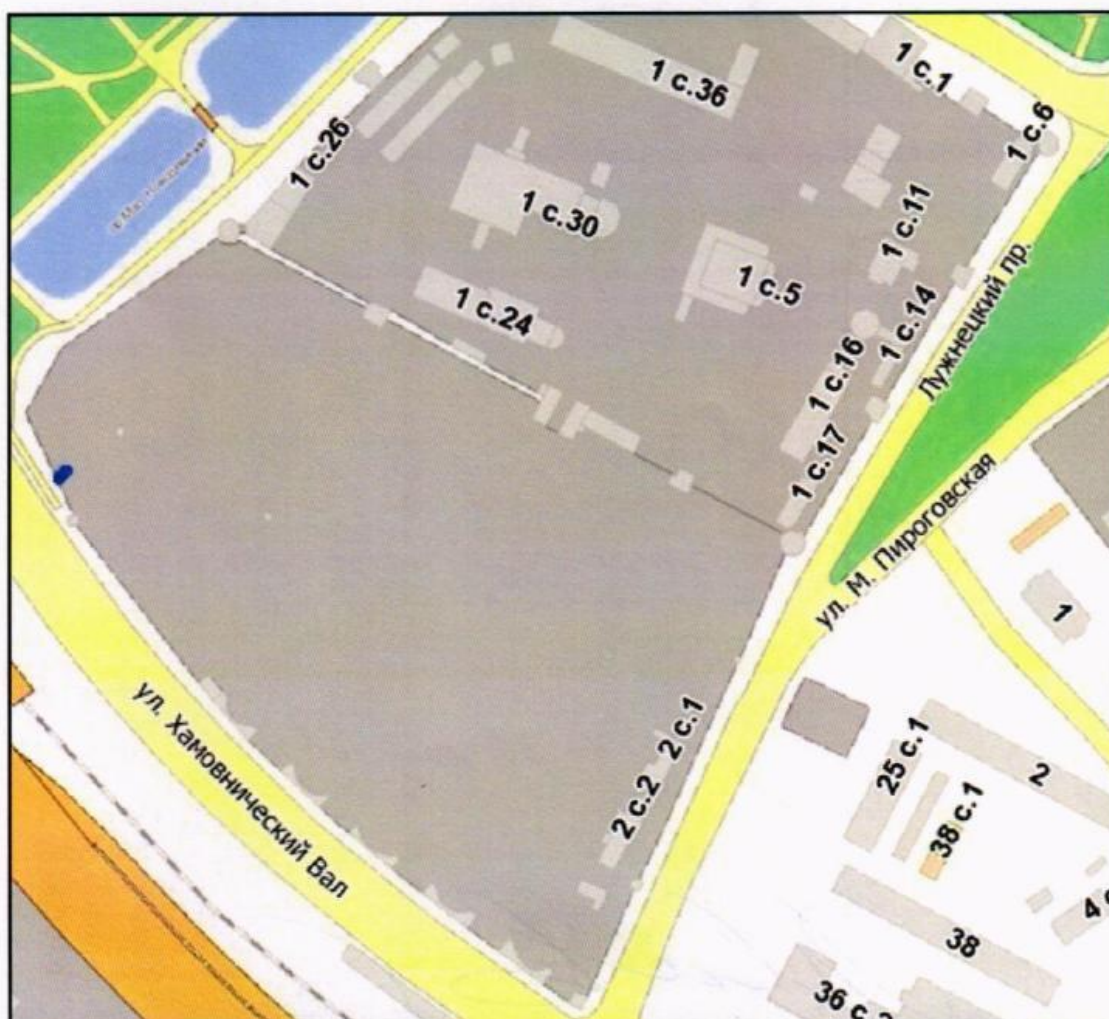 1 с.36
1 с.1
1 с.6
1 с.26
1 с.30
1 с.11
1 с.5
1 с.24
1 с.14
1 с.16
Лужнецкий пр.
1 с.17
ул. М. Пироговская
1
ул. Хамовнический Вал
2 с.1
2 с.2
25 с.1
2
38 с.1
4 с
38
36 с.